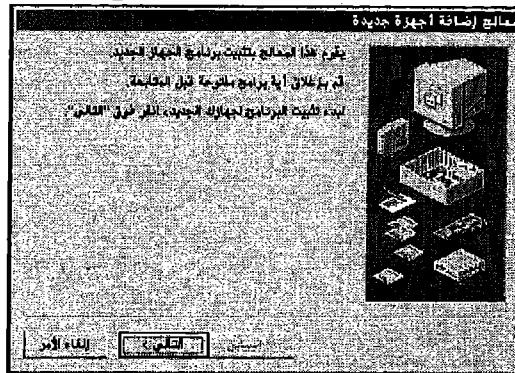 معالج إضافة أجهزة جديدة
يقوم هذا المعالج بتثبيت برنامج الجهاز الجديد.
قم بإغلاق أية برامج مفتوحة قبل المتابعة.
لبدء تثبيت البرنامج لجهازك الجديد، انقر فوق "التالي".
السابق
التالي >
إلغاء الأمر